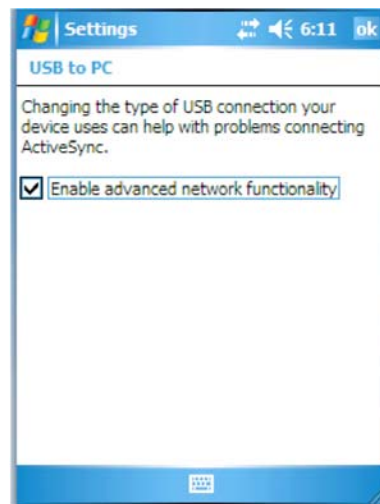 Settings 6:11 ok
USB to PC
Changing the type of USB connection your
device uses can help with problems connecting
ActiveSync.
Enable advanced network functionality